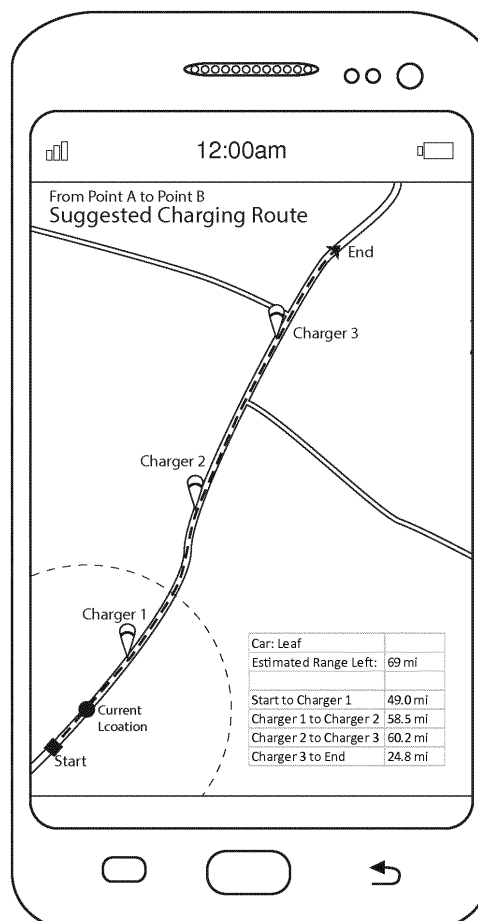 12:00am
From Point A to Point B
Suggested Charging Route
End
Charger 3
Charger 2
Charger 1
Current
Lcoation
Start
Car: Leaf
Estimated Range Left: 69 mi
Start to Charger 1 49.0 mi
Charger 1 to Charger 2 58.5 mi
Charger 2 to Charger 3 60.2 mi
Charger 3 to End 24.8 mi